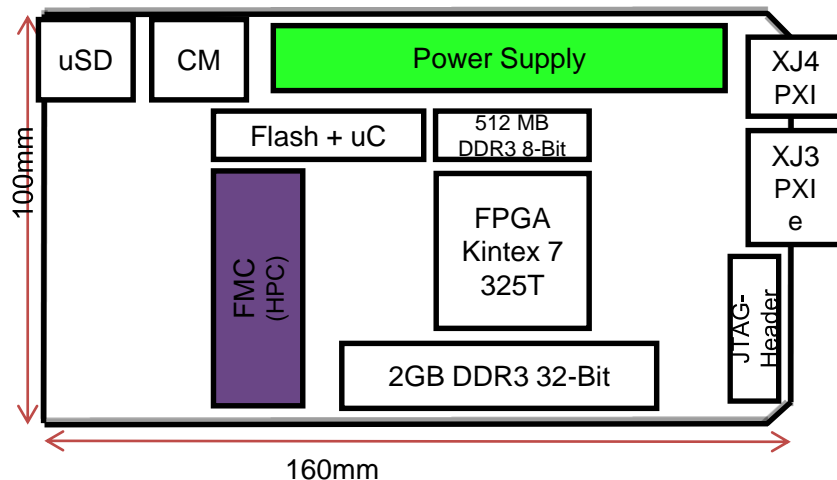 uSD
CM
Power Supply
XJ4
PXI
Flash + uC
512 MB
DDR3 8-Bit
XJ3
PXI
e
100mm
FMC
(HPC)
FPGA
Kintex 7
325T
JTAG-
Header
2GB DDR3 32-Bit
160mm